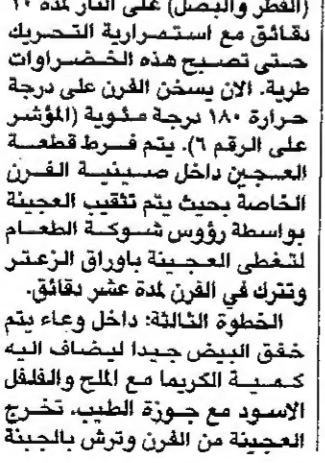 (الفطر والبصل) على النار لمدة ١٠
دقائق مع استمرارية التحريك
حتى تصبح هذه الخضراوات
طرية. الان يسخن الفرن على درجة
حرارة ١٨٠ درجة مئوية (المؤشر
على الرقم ٦). يتم فرط قطعة
العجين داخل صينية الفرن
الخاصة بحيث يتم تثقيب العجينة
بواسطة رؤوس شوكة الطعام
لتغطى العجينة باوراق الزعتر
وتترك في الفرن لمدة عشر دقائق.
الخطوة الثالثة: داخل وعاء يتم
خفق البيض جيدا ليضاف اليه
كمية الكريما مع الملح والفلفل
الاسود مع جوزة الطيب. تخرج
العجينة من الفرن وترش بالجبنة